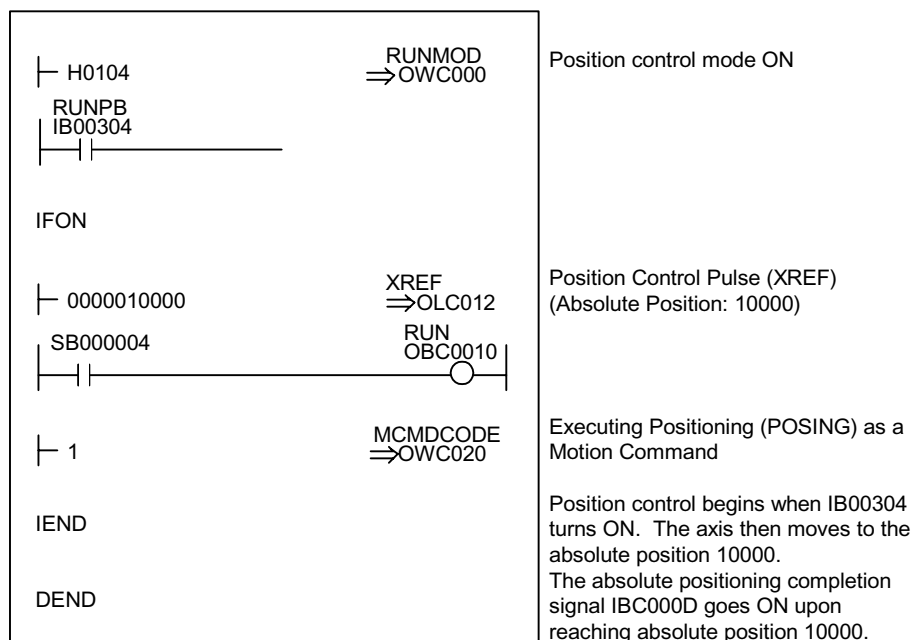 H0104
RUNMOD
⇒OWC000
Position control mode ON
RUNPB
IB00304
IFON
0000010000
XREF
⇒OLC012
Position Control Pulse (XREF)
(Absolute Position: 10000)
SB000004
RUN
OBC0010
1
MCMDCODE
⇒OWC020
Executing Positioning (POSING) as a
Motion Command
IEND
Position control begins when IB00304
turns ON. The axis then moves to the
absolute position 10000.
DEND
The absolute positioning completion
signal IBC000D goes ON upon
reaching absolute position 10000.